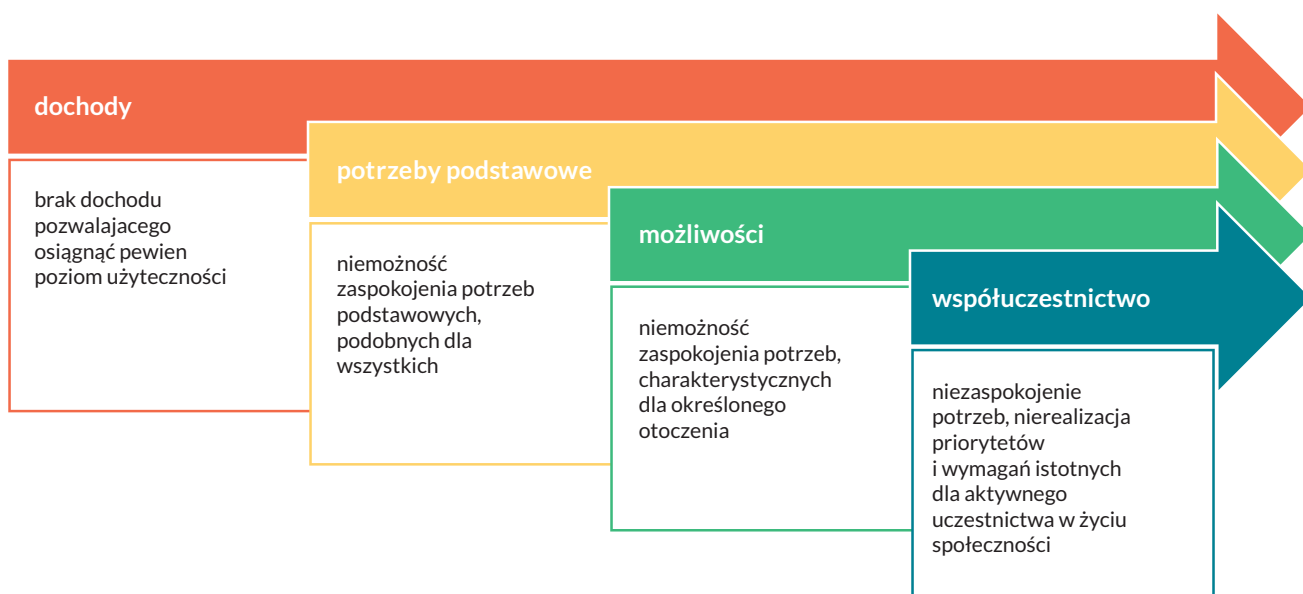 dochody
brak dochodu
pozwalajacego
osiągnąć pewien
poziom użyteczności
potrzeby podstawowe
niemożność
zaspokojenia potrzeb
podstawowych,
podobnych dla
wszystkich
możliwości
niemożność
zaspokojenia potrzeb,
charakterystycznych
dla określonego
otoczenia
współuczestnictwo
niezaspokojenie
potrzeb, nierealizacja
priorytetów
i wymagań istotnych
dla aktywnego
uczestnictwa w życiu
społeczności